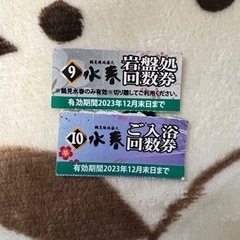 鶴見緑地湯元
9 水春 岩盤処
回数券
※鶴見水春のみ有効※切り離してご利用ください。
有効期間2023年12月末日まで
鶴見緑地湯元
10 水春 ご入浴
回数券
有効期間2023年12月末日まで